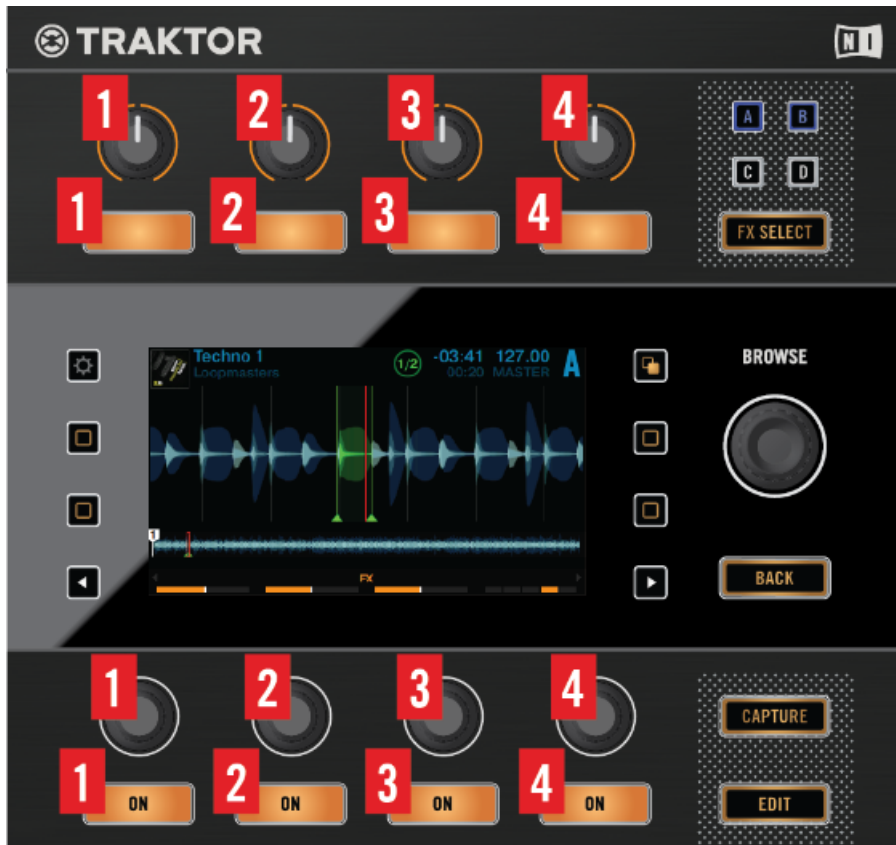 TRAKTOR NI
1 2 3 4
A B
C D
1 2 3 4
FX SELECT
Techno 1 1/2 -03:41 127.00 A
Loopmasters 00:20 MASTER
BROWSE
1
FX
BACK
1 2 3 4
CAPTURE
1 ON 2 ON 3 ON 4 ON
EDIT